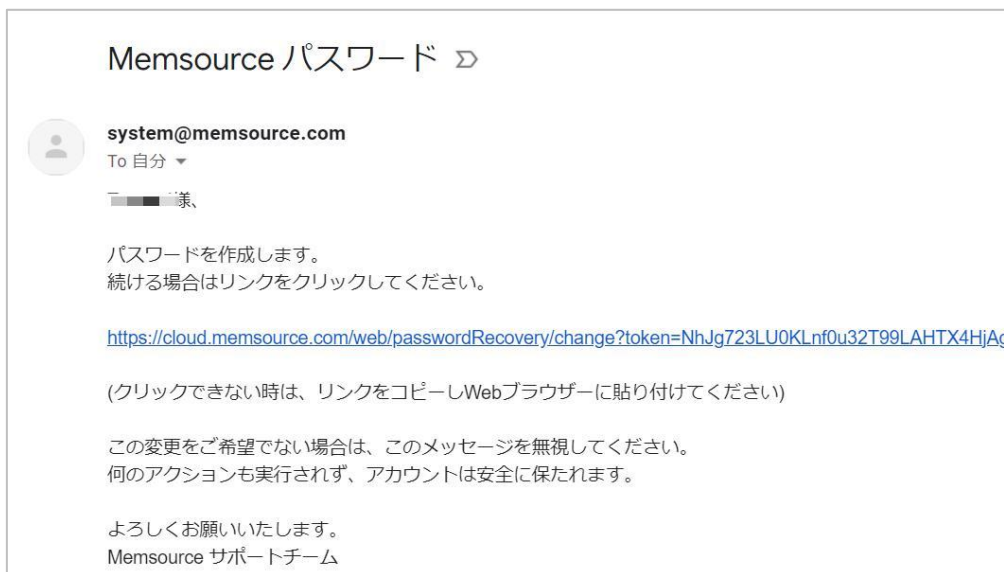 Memsource パスワード
system@memsource.com
To 自分
様、
パスワードを作成します。
続ける場合はリンクをクリックしてください。
https://cloud.memsource.com/web/passwordRecovery/change?token=NhJg723LU0KLnf0u32T99LAHTX4HjAg
(クリックできない時は、リンクをコピーしWebブラウザーに貼り付けてください)
この変更をご希望でない場合は、このメッセージを無視してください。
何のアクションも実行されず、アカウントは安全に保たれます。
よろしくお願いいたします。
Memsource サポートチーム